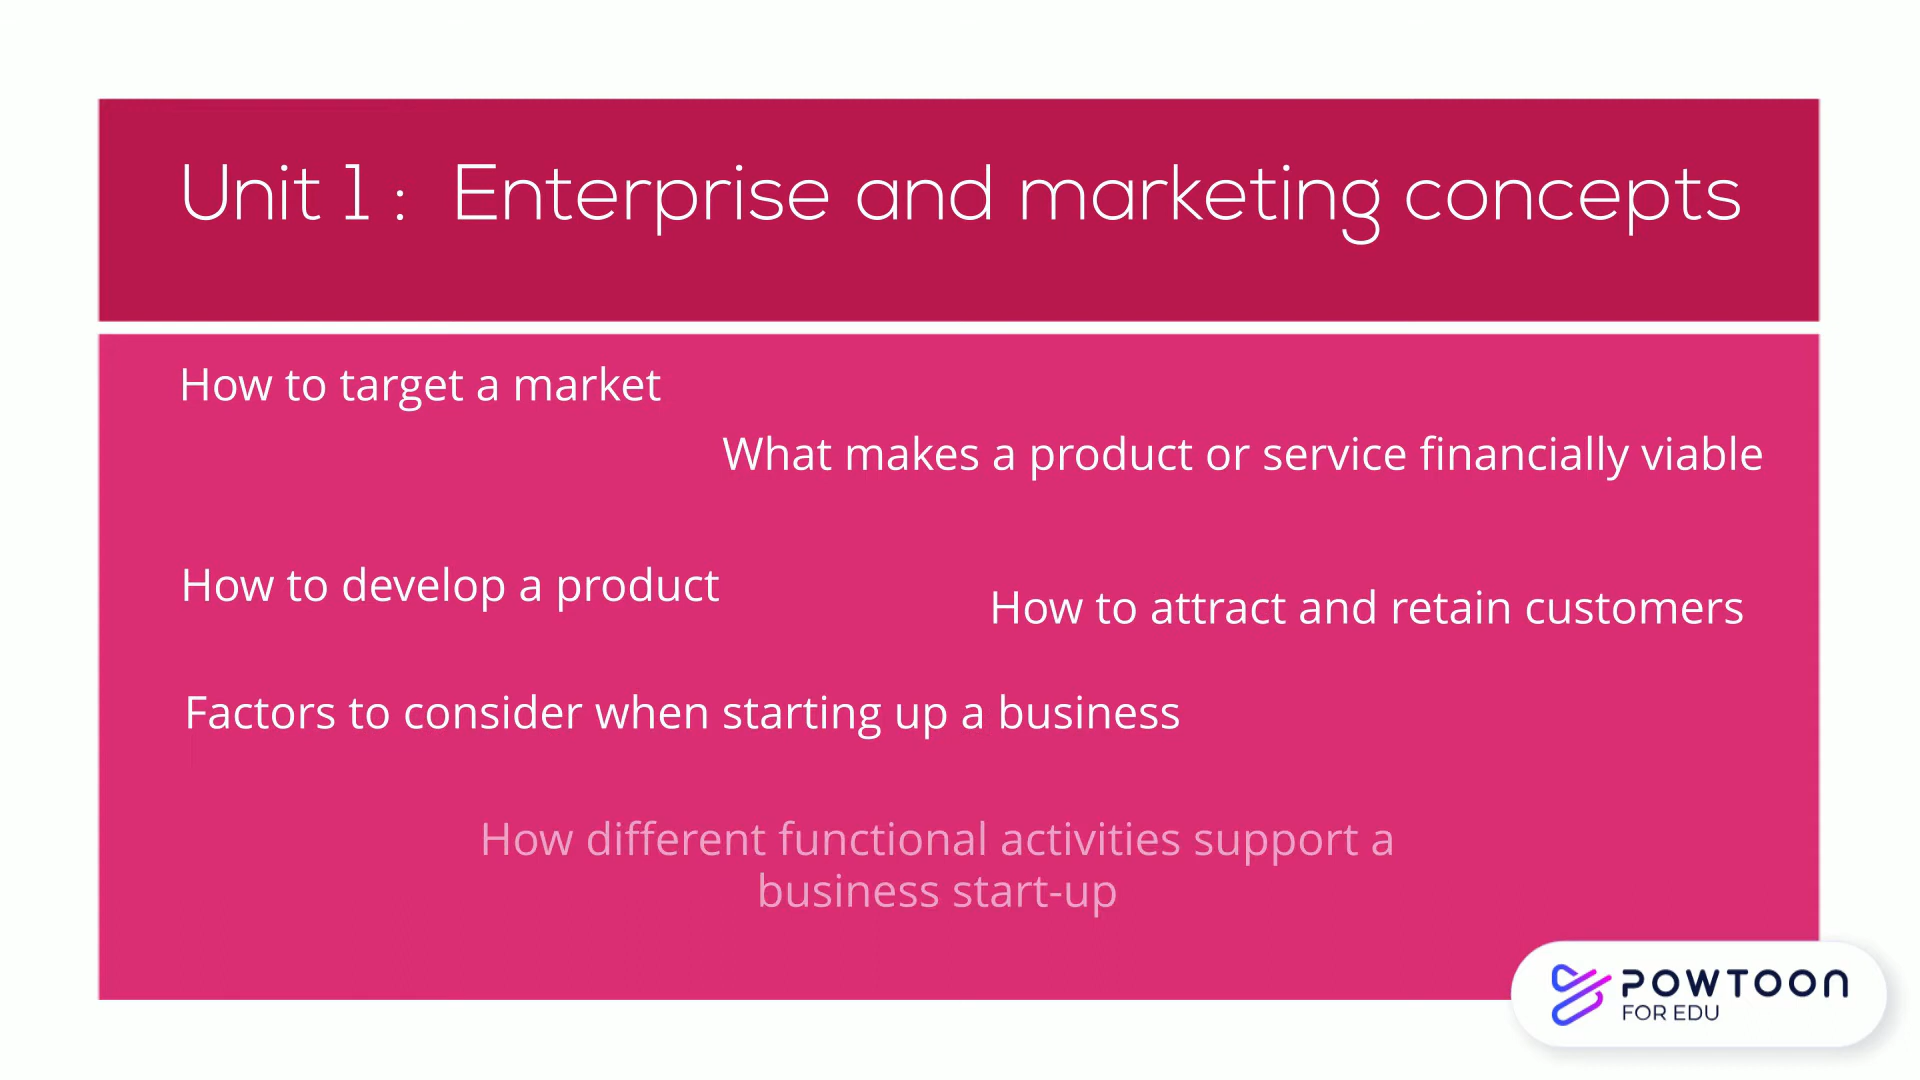 Unit 1 : Enterprise and marketing concepts
How to target a market
What makes a product or service financially viable
How to develop a product
How to attract and retain customers
Factors to consider when starting up a business
How different functional activities support a
business start-up
POWTOON
FOR EDU